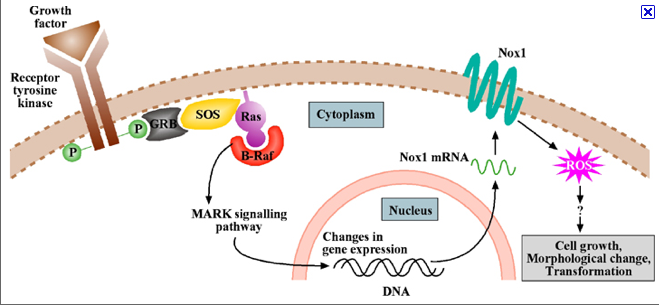 Growth
factor
Receptor
tyrosine
kinase
P
P
GRB
SOS
Ras
B-Raf
Cytoplasm
Nox1
Nox1 mRNA
ROS
?
MARK signalling
pathway
Nucleus
Changes in
gene expression
DNA
Cell growth,
Morphological change,
Transformation